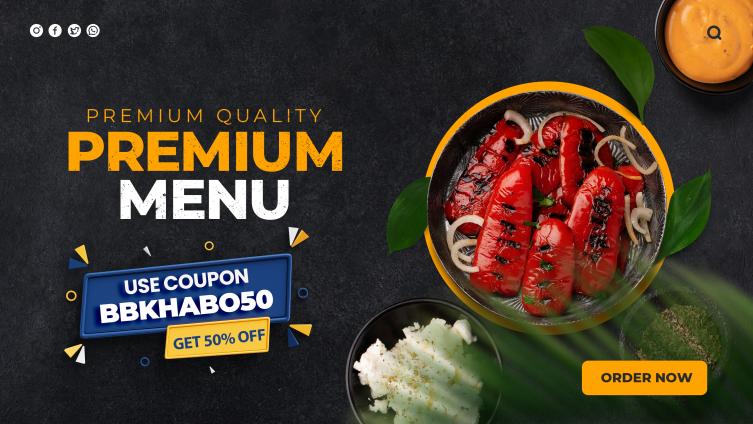 PREMIUM QUALITY
PREMIUM
MENU
USE COUPON
BBKHABO50
GET 50% OFF
ORDER NOW